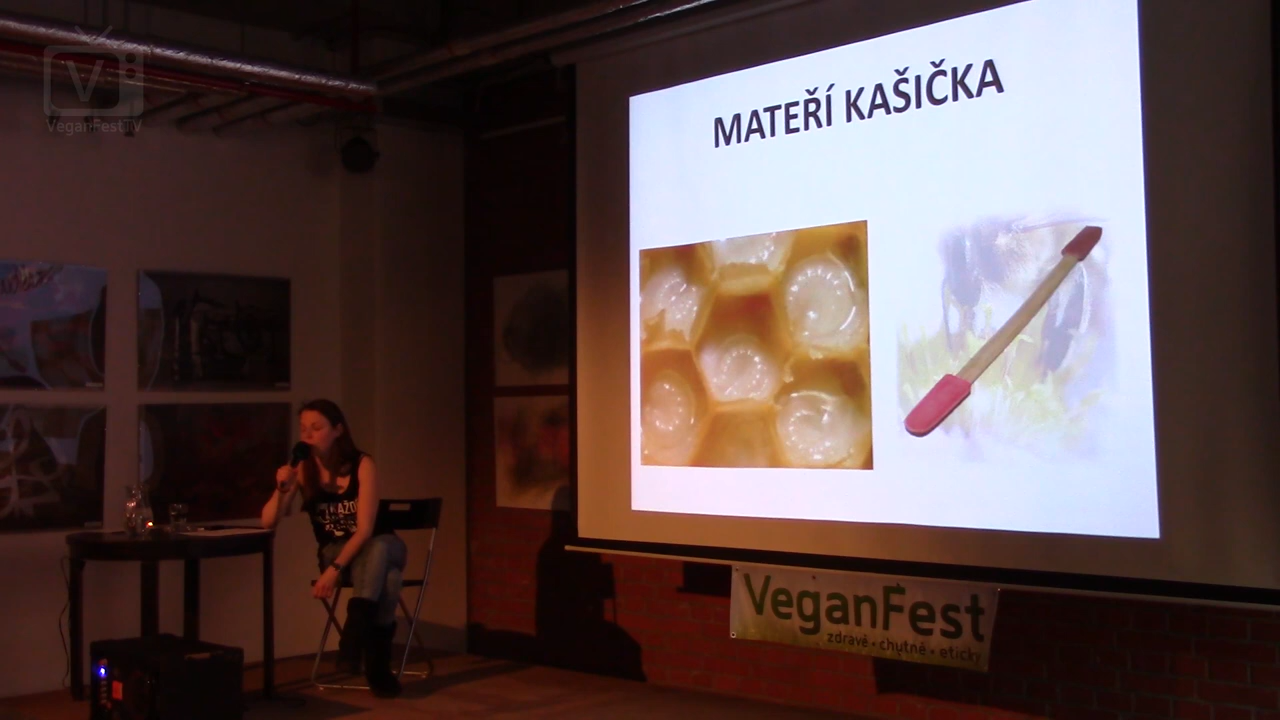 VeganFestTV
MATEŘÍ KAŠIČKA
VeganFest
zdravě • chutně • eticky